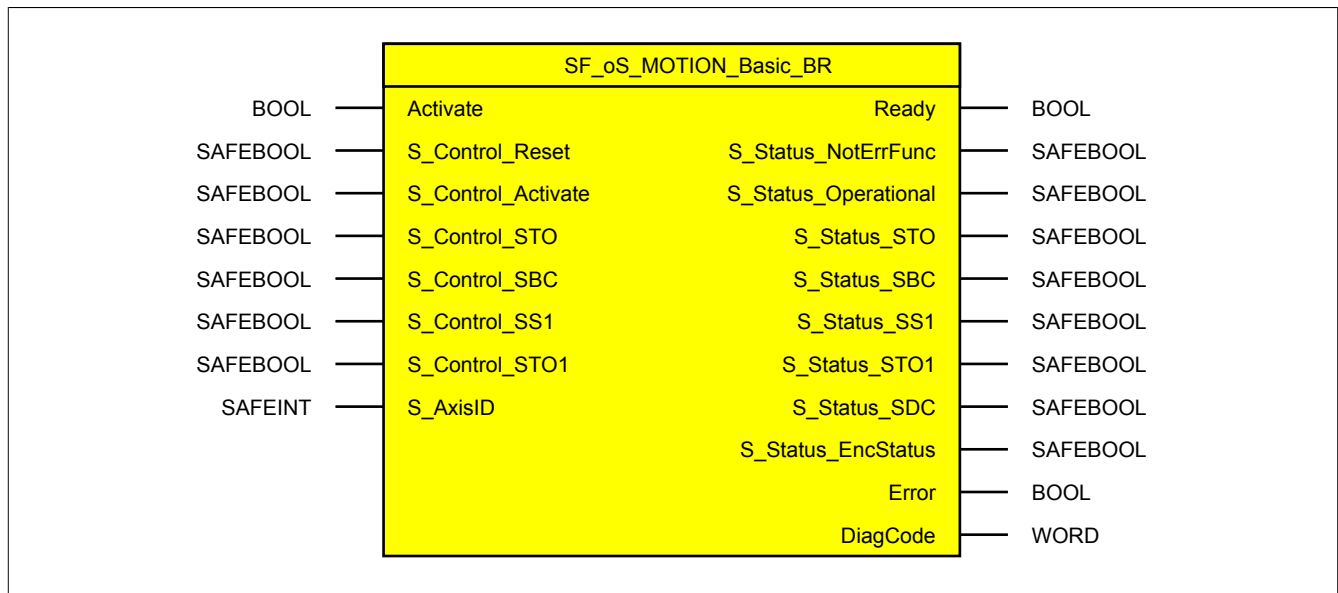 SF_oS_MOTION_Basic_BR
BOOL Activate Ready BOOL
SAFEBOOL S_Control_Reset S_Status_NotErrFunc SAFEBOOL
SAFEBOOL S_Control_Activate S_Status_Operational SAFEBOOL
SAFEBOOL S_Control_STO S_Status_STO SAFEBOOL
SAFEBOOL S_Control_SBC S_Status_SBC SAFEBOOL
SAFEBOOL S_Control_SS1 S_Status_SS1 SAFEBOOL
SAFEBOOL S_Control_STO1 S_Status_STO1 SAFEBOOL
SAFEINT S_AxisID S_Status_SDC SAFEBOOL
S_Status_EncStatus SAFEBOOL
Error BOOL
DiagCode WORD